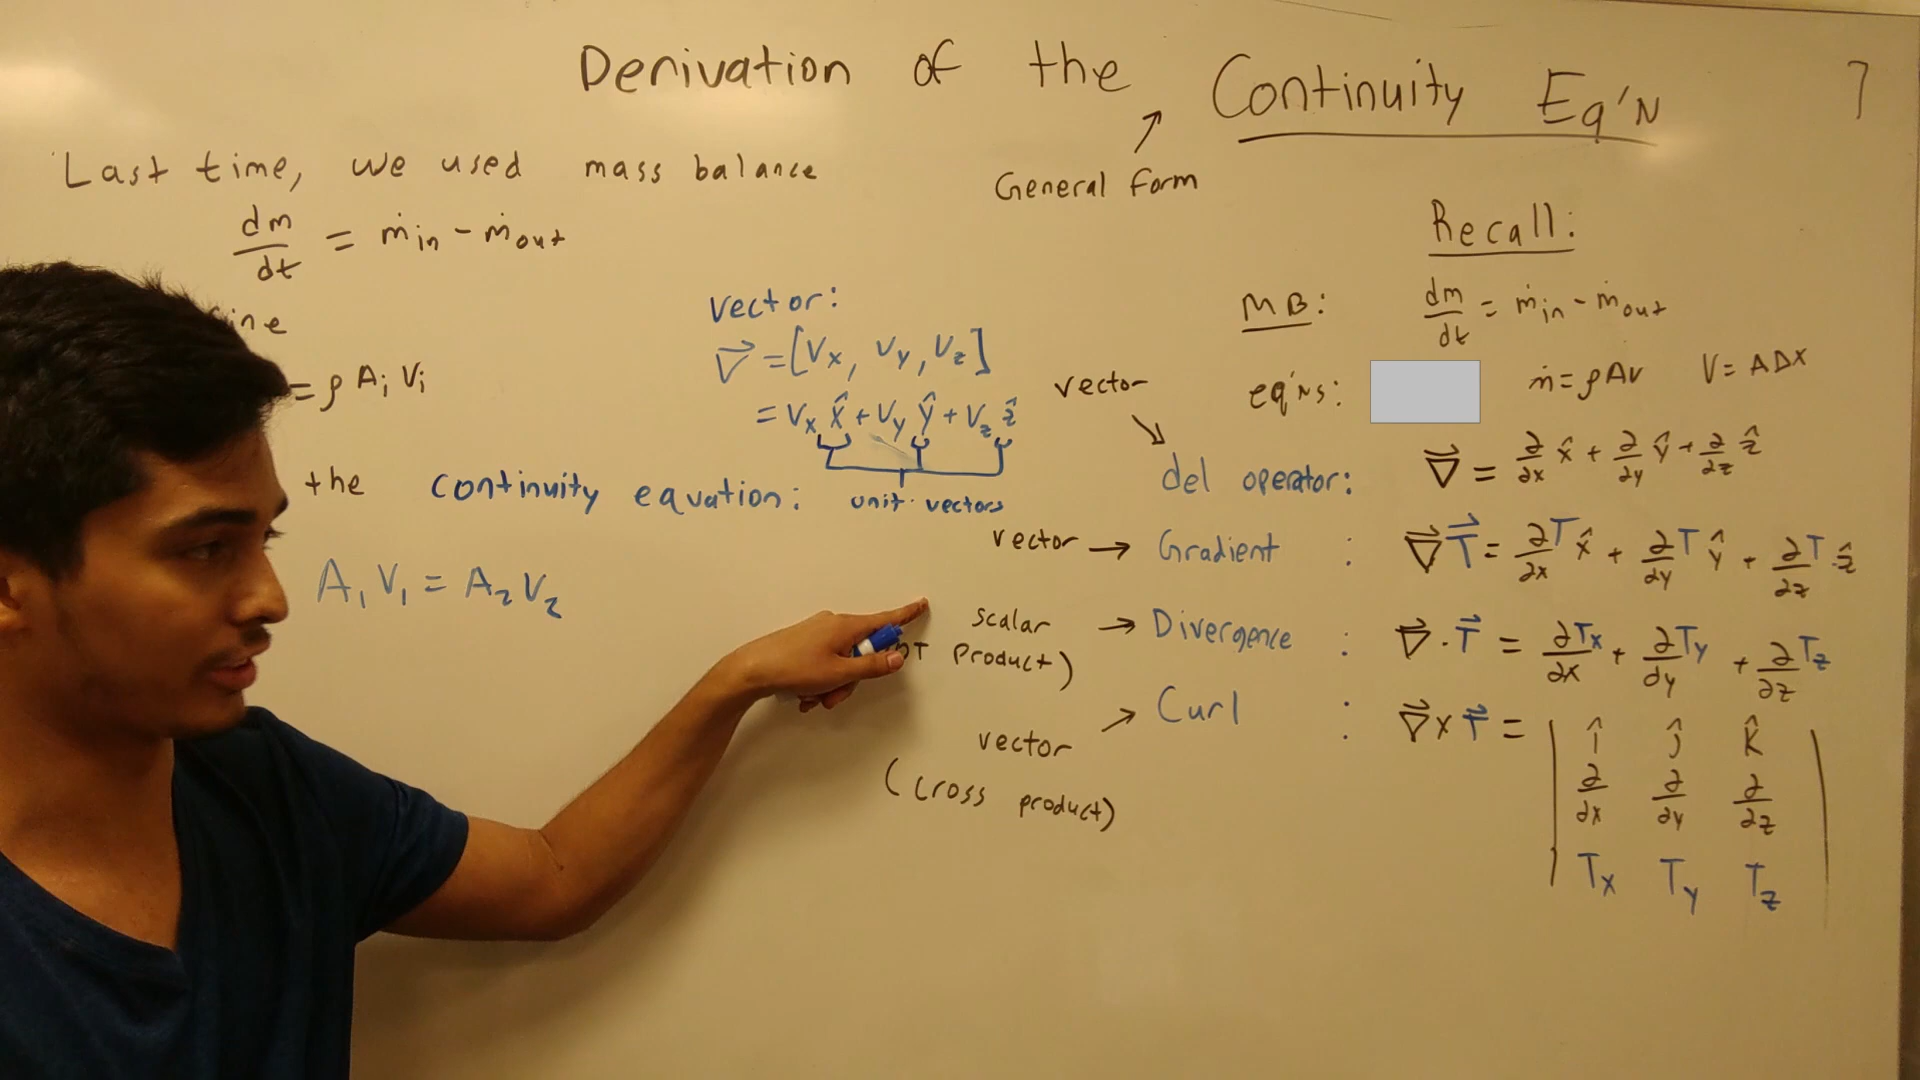 Derivation of the Continuity Eq'N
General Form
Last time, we used mass balance
dm/dt = ṁin - ṁout
ine
= ρ Ai Vi
the continuity equation:
A₁V₁ = A₂V₂
vector:
V⃗ = [Vx, Vy, Vz]
= Vx x̂ + Vy ŷ + Vz ẑ
unit vectors
Recall:
MB: dm/dt = ṁin - ṁout
eq'ns: ṁ = ρAv V = AΔx
vector
del operator: ∇⃗ = ∂/∂x x̂ + ∂/∂y ŷ + ∂/∂z ẑ
vector → Gradient : ∇⃗T⃗ = ∂T/∂x x̂ + ∂T/∂y ŷ + ∂T/∂z ẑ
scalar → Divergence : ∇⃗ · T⃗ = ∂Tx/∂x + ∂Ty/∂y + ∂Tz/∂z
OT Product)
vector → Curl : ∇⃗ × T⃗ =
(Cross product)
î ĵ k̂
∂/∂x ∂/∂y ∂/∂z
Tx Ty Tz